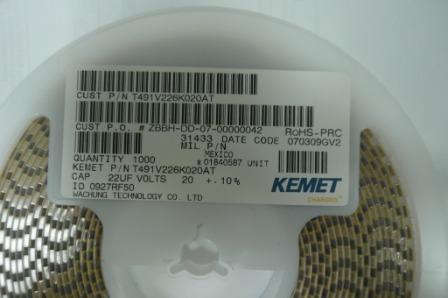 CUST P/N T491V226K020AT
CUST P.O. # ZBBH-DD-07-00000042 RoHS-PRC
31433 DATE CODE 070309GV2
MIL P/N
MEXICO
QUANTITY 1000 *01840587 UNIT
KEMET P/N T491V226K020AT
CAP 22UF VOLTS 20 +-10%
ID 0927RF50
WACHUNG TECHNOLOGY CO. LTD
KEMET
CHARGED